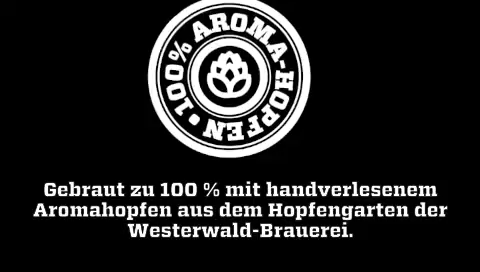 100% AROMA-HOPFEN •
Gebraut zu 100 % mit handverlesenem
Aromahopfen aus dem Hopfengarten der
Westerwald-Brauerei.